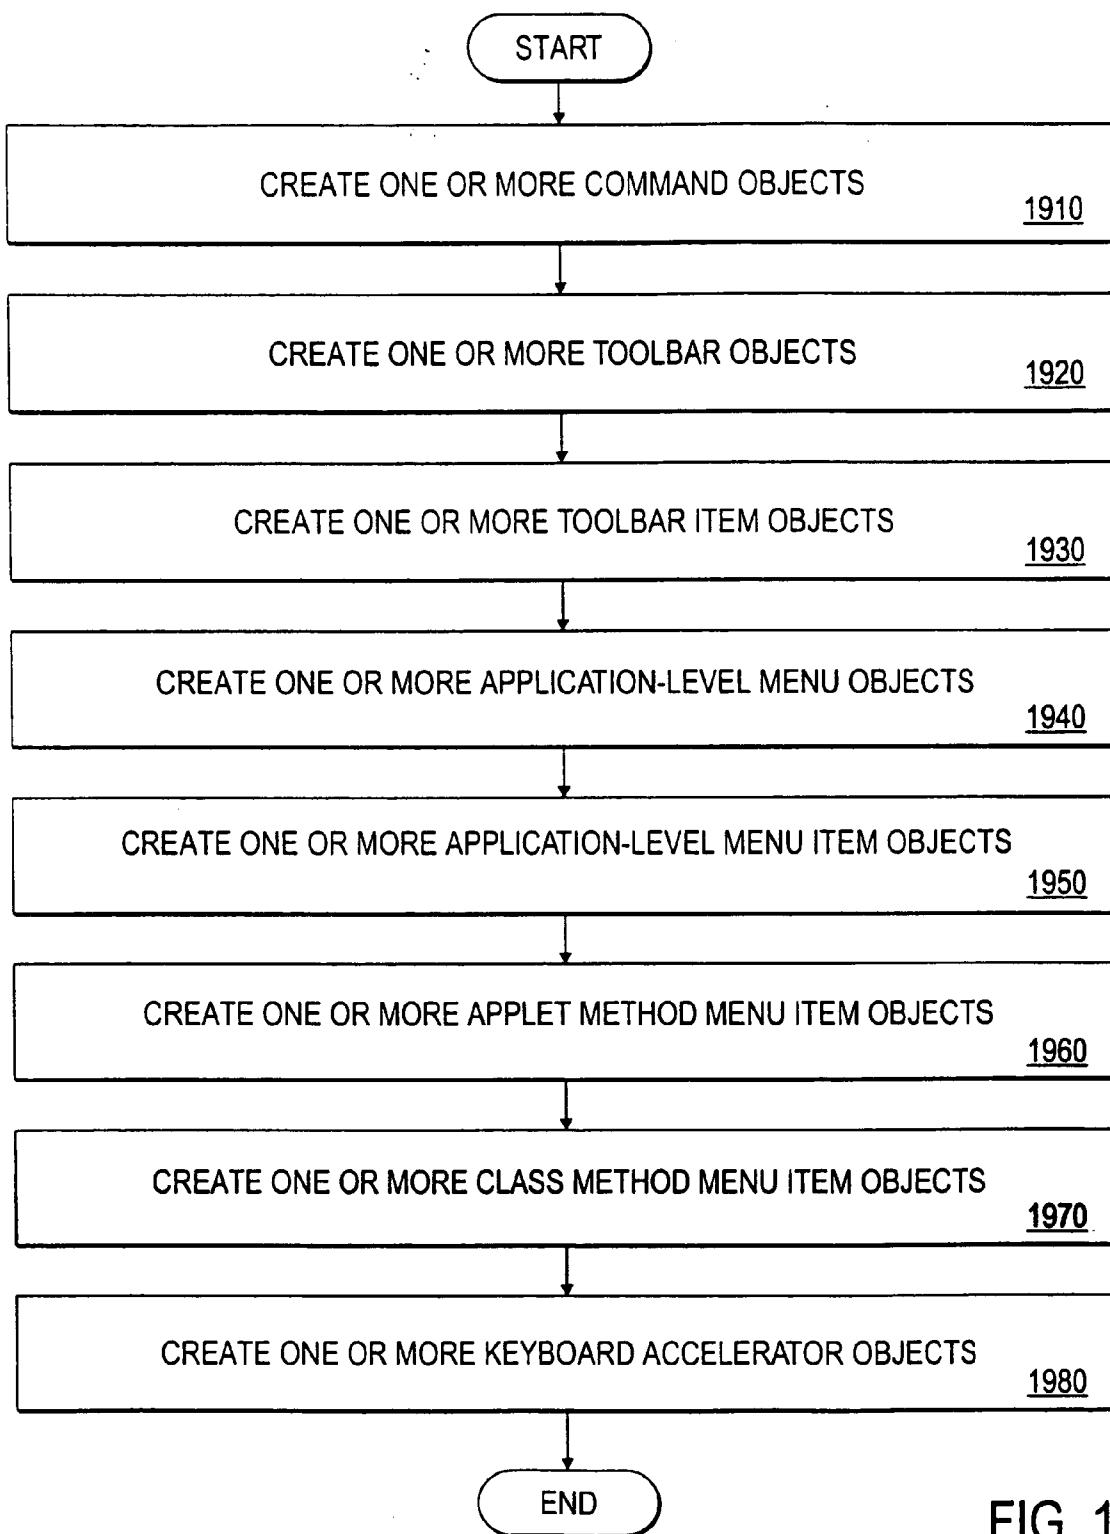 START
CREATE ONE OR MORE COMMAND OBJECTS
1910
CREATE ONE OR MORE TOOLBAR OBJECTS
1920
CREATE ONE OR MORE TOOLBAR ITEM OBJECTS
1930
CREATE ONE OR MORE APPLICATION-LEVEL MENU OBJECTS
1940
CREATE ONE OR MORE APPLICATION-LEVEL MENU ITEM OBJECTS
1950
CREATE ONE OR MORE APPLET METHOD MENU ITEM OBJECTS
1960
CREATE ONE OR MORE CLASS METHOD MENU ITEM OBJECTS
1970
CREATE ONE OR MORE KEYBOARD ACCELERATOR OBJECTS
1980
END
FIG. 1